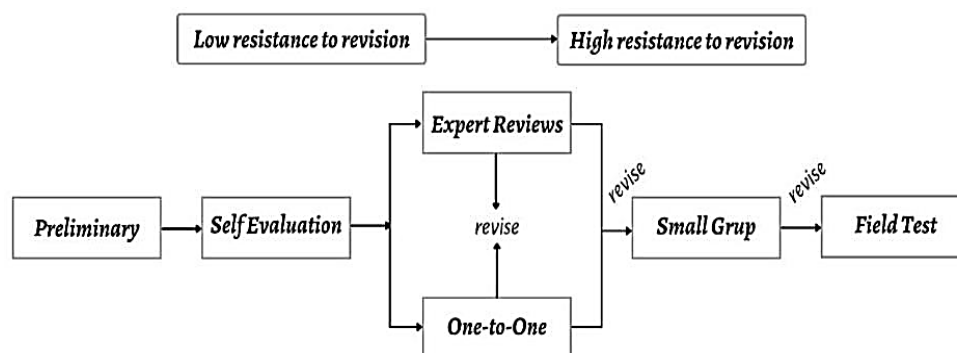 Low resistance to revision
High resistance to revision
Expert Reviews
revise
revise
Preliminary
Self Evaluation
revise
Small Grup
Field Test
One-to-One